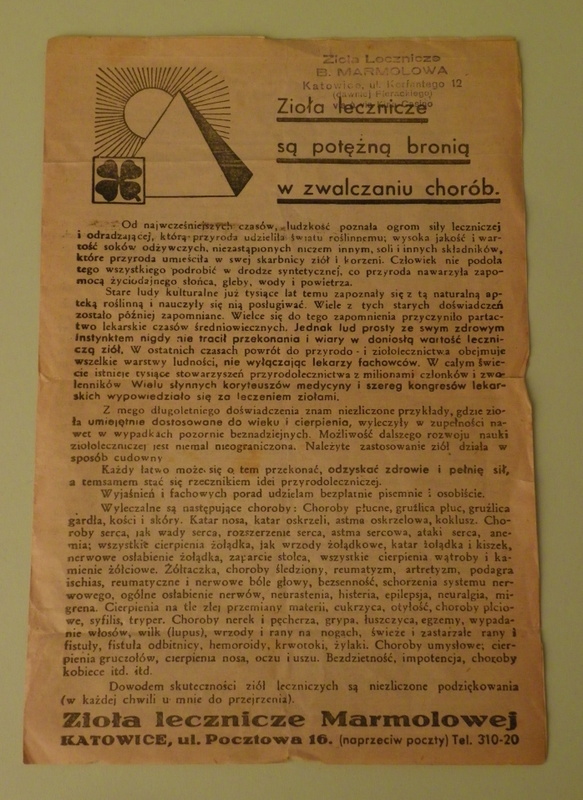 Zioła Lecznicze
B. MARMOLOWA
Katowice, ul. Korfantego 12
(dawniej Pierackiego)
Zioła lecznicze
są potężną bronią
w zwalczaniu chorób.
Od najwcześniejszych czasów, ludzkość poznała ogrom siły leczniczej
i odradzającej, którą przyroda udzieliła światu roślinnemu; wysoka jakość i war-
tość soków odżywczych, niezastąpionych niczem innym, soli i innych składników,
które przyroda umieściła w swej skarbnicy ziół i korzeni. Człowiek nie podoła
tego wszystkiego podrobić w drodze syntetycznej, co przyroda nawarzyła zapo-
mocą życiodajnego słońca, gleby, wody i powietrza.
Stare ludy kulturalne już tysiące lat temu zapoznały się z tą naturalną ap-
teką roślinną i nauczyły się nią posługiwać. Wiele z tych starych doświadczeń
zostało później zapomniane. Wielce się do tego zapomnienia przyczyniło partac-
two lekarskie czasów średniowiecznych. Jednak lud prosty ze swym zdrowym
instynktem nigdy nie tracił przekonania i wiary w doniosłą wartość leczni-
czą ziół. W ostatnich czasach powrót do przyrodo- i ziołolecznictwa obejmuje
wszelkie warstwy ludności, nie wyłączając lekarzy fachowców. W całym świe-
cie istnieje tysiące stowarzyszeń przyrodolecznictwa z milionami członków i zwo-
lenników Wielu słynnych koryteuszów medycyny i szereg kongresów lekar-
skich wypowiedziało się za leczeniem ziołami.
Z mego długoletniego doświadczenia znam niezliczone przykłady, gdzie zio-
ła umiejętnie dostosowane do wieku i cierpienia, wyleczyły w zupełności na-
wet w wypadkach pozornie beznadziejnych. Możliwość dalszego rozwoju nauki
ziołoleczniczej jest niemal nieograniczona. Należyte zastosowanie ziół działa w
sposób cudowny
Każdy łatwo może się o tem przekonać, odzyskać zdrowie i pełnię sił,
a temsamem stać się rzecznikiem idei przyrodoleczniczej.
Wyjaśnień i fachowych porad udzielam bezpłatnie pisemnie i osobiście.
Wyleczalne są następujące choroby: Choroby płucne, gruźlica płuc, gruźlica
gardła, kości i skóry. Katar nosa, katar oskrzeli, astma oskrzelowa, koklusz. Cho-
roby serca, jak wady serca, rozszerzenie serca, astma sercowa, ataki serca, ane-
mia; wszystkie cierpienia żołądka, jak wrzody żołądkowe, katar żołądka i kiszek,
nerwowe osłabienie żołądka, zaparcie stolca, wszystkie cierpienia wątroby i ka-
mienie żółciowe. Żółtaczka, choroby śledziony, reumatyzm, artretyzm, podagra
ischias, reumatyczne i nerwowe bóle głowy, bezsenność, schorzenia systemu ner-
wowego, ogólne osłabienie nerwów, neurastenia, histeria, epilepsja, neuralgia, mi-
grena. Cierpienia na tle złej przemiany materii, cukrzyca, otyłość, choroby płcio-
we, syfilis, tryper. Choroby nerek i pęcherza, grypa, łuszczyca, egzemy, wypada-
nie włosów, wilk (lupus), wrzody i rany na nogach, świeże i zastarzałe rany i
fistuły, fistuła odbitnicy, hemoroidy, krwotoki, żylaki. Choroby umysłowe; cier-
pienia gruczołów, cierpienia nosa, oczu i uszu. Bezdzietność, impotencja, choroby
kobiece itd. itd.
Dowodem skuteczności ziół leczniczych są niezliczone podziękowania
(w każdej chwili u mnie do przejrzenia).
Zioła lecznicze Marmolowej
KATOWICE, ul. Pocztowa 16. (naprzeciw poczty) Tel. 310-20